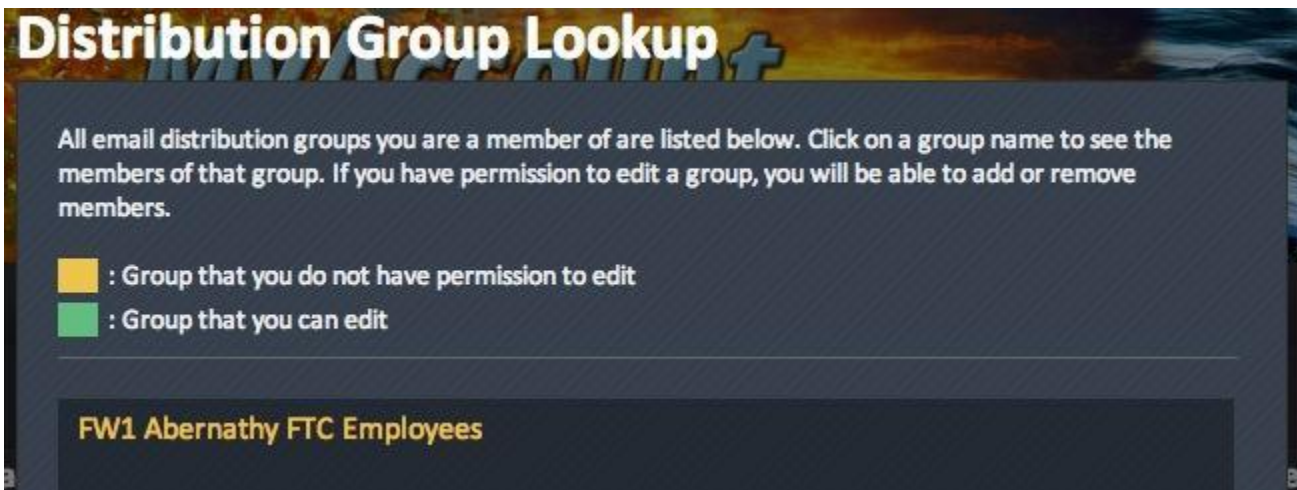 Distribution Group Lookup
MyAccount
All email distribution groups you are a member of are listed below. Click on a group name to see the
members of that group. If you have permission to edit a group, you will be able to add or remove
members.
: Group that you do not have permission to edit
: Group that you can edit
FW1 Abernathy FTC Employees